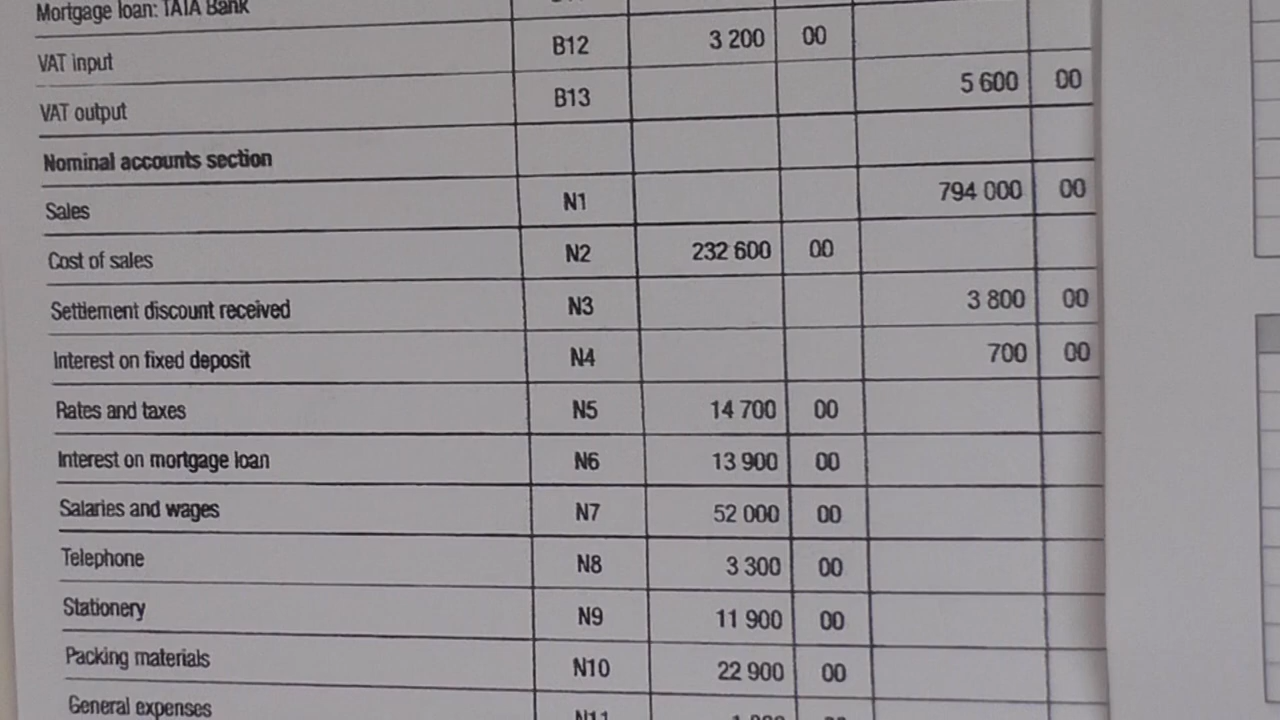 Mortgage loan: TATA Bank
VAT input B12 3 200 00
VAT output B13 5 600 00
Nominal accounts section
Sales N1 794 000 00
Cost of sales N2 232 600 00
Settlement discount received N3 3 800 00
Interest on fixed deposit N4 700 00
Rates and taxes N5 14 700 00
Interest on mortgage loan N6 13 900 00
Salaries and wages N7 52 000 00
Telephone N8 3 300 00
Stationery N9 11 900 00
Packing materials N10 22 900 00
General expenses N11